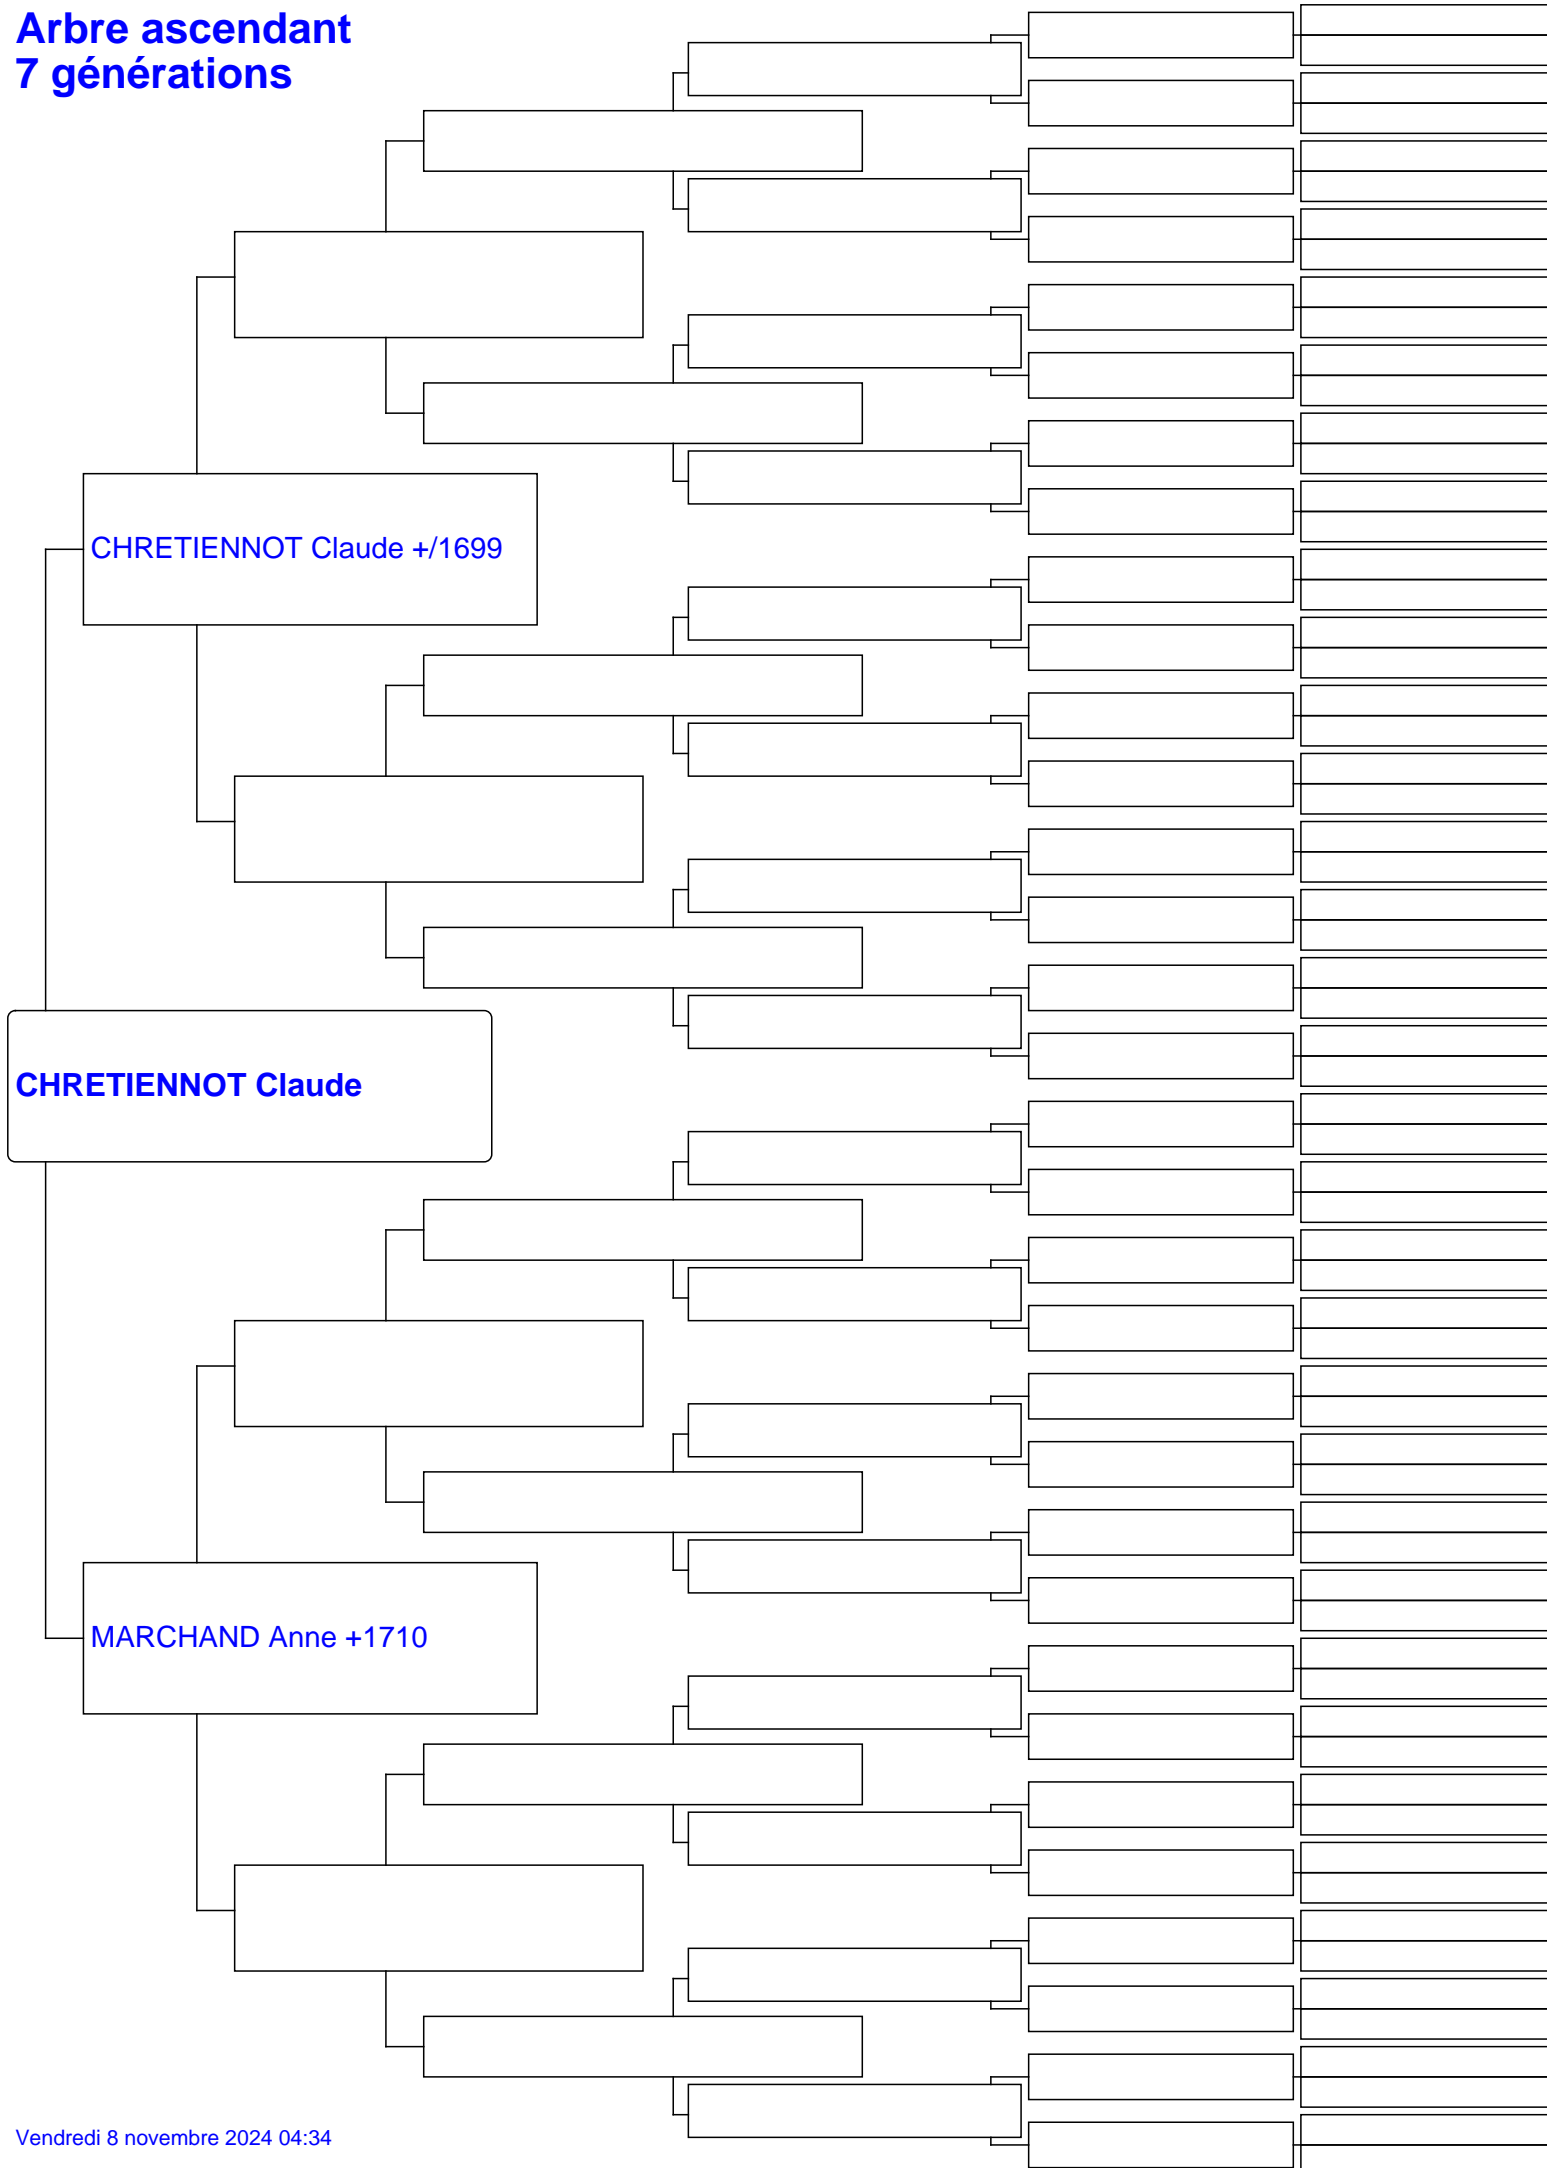 Arbre ascendant
7 générations
CHRETIENNOT Claude +/1699
CHRETIENNOT Claude
MARCHAND Anne +1710
Vendredi 8 novembre 2024 04:34